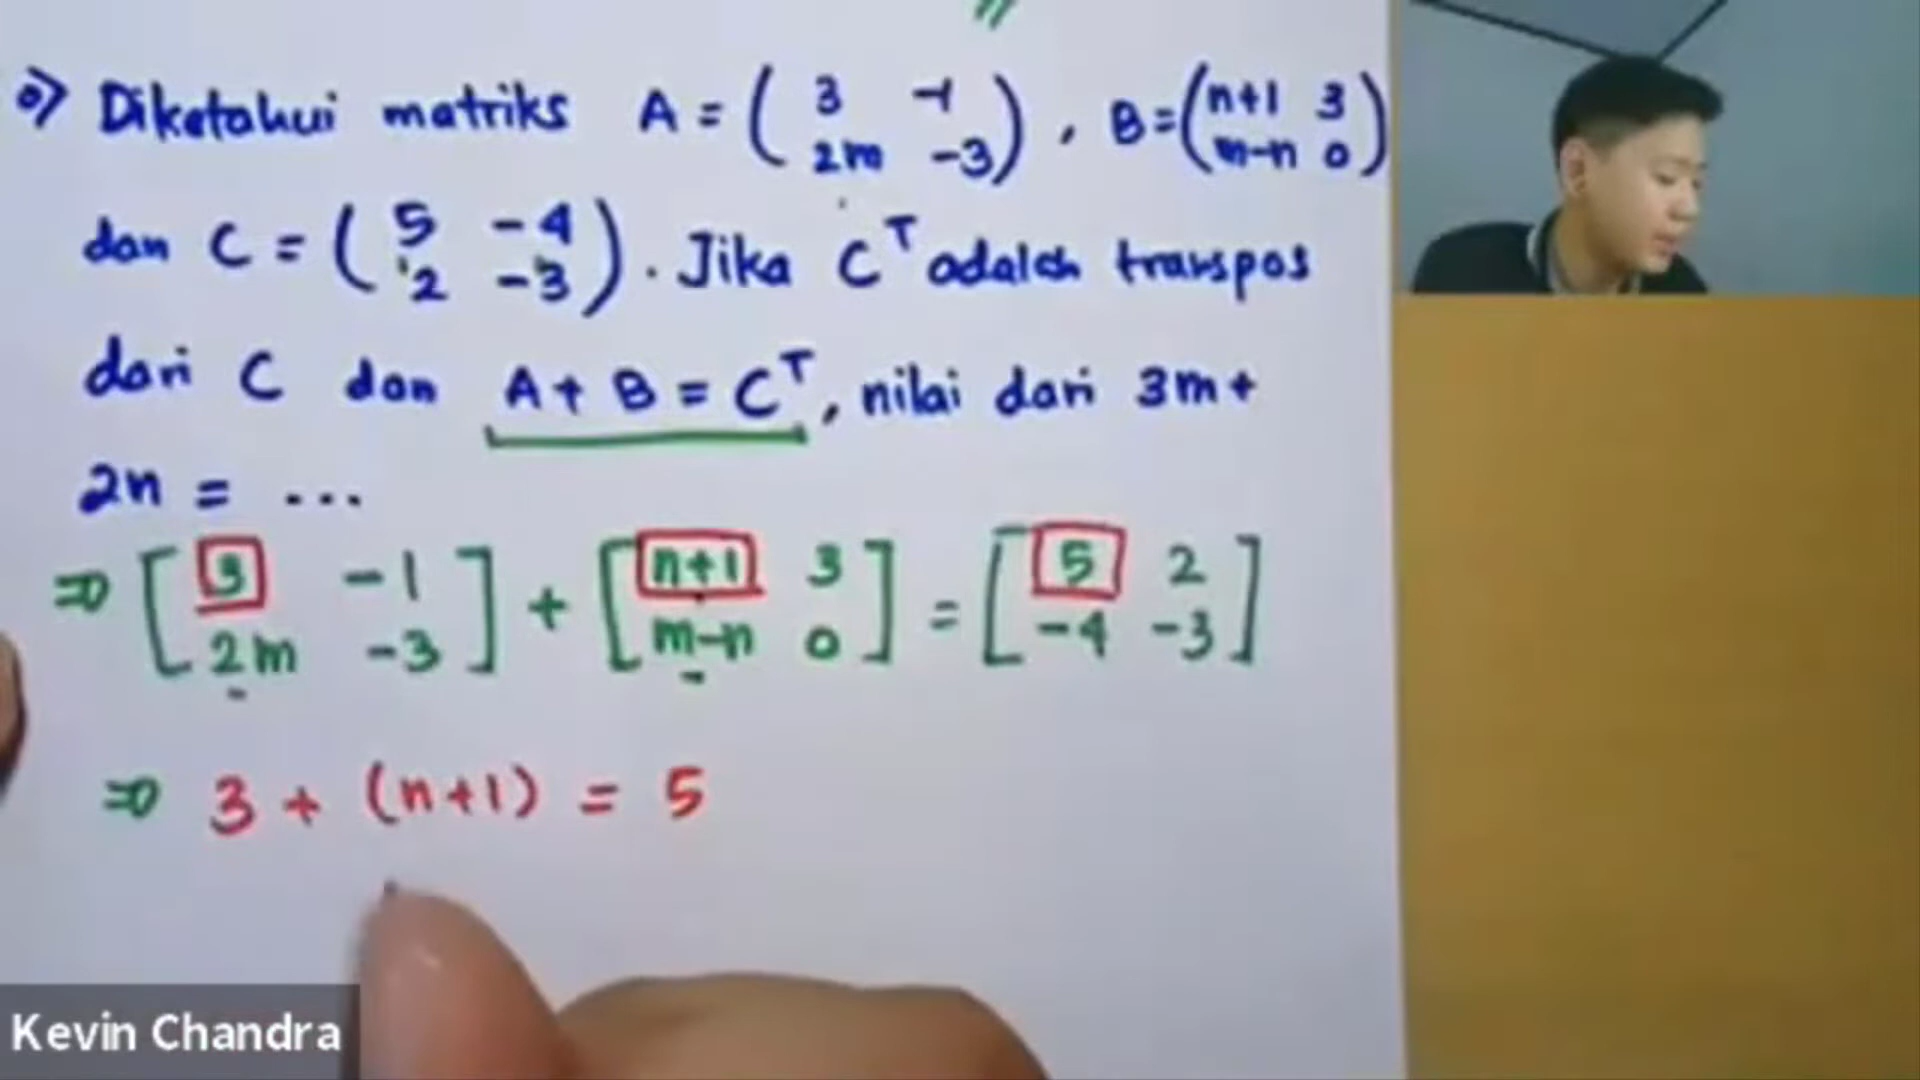 •> Diketahui matriks A = ( 3 -1 2m -3 ), B = ( n+1 3 m-n 0 )
dan C = ( 5 -4 2 -3 ). Jika C^T adalah transpos
dari C dan A + B = C^T, nilai dari 3m +
2n = ...
⇒ [ 3 -1 2m -3 ] + [ n+1 3 m-n 0 ] = [ 5 2 -4 -3 ]
⇒ 3 + (n+1) = 5
Kevin Chandra